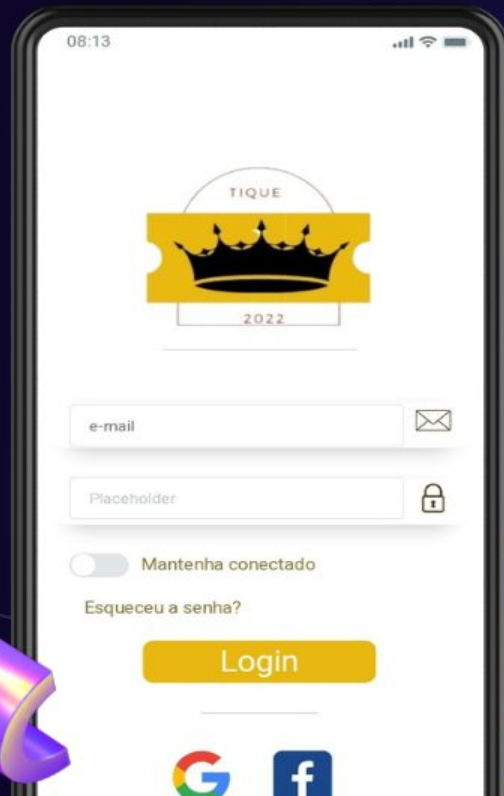 08:13
TIQUE
2022
e-mail
Placeholder
Mantenha conectado
Esqueceu a senha?
Login